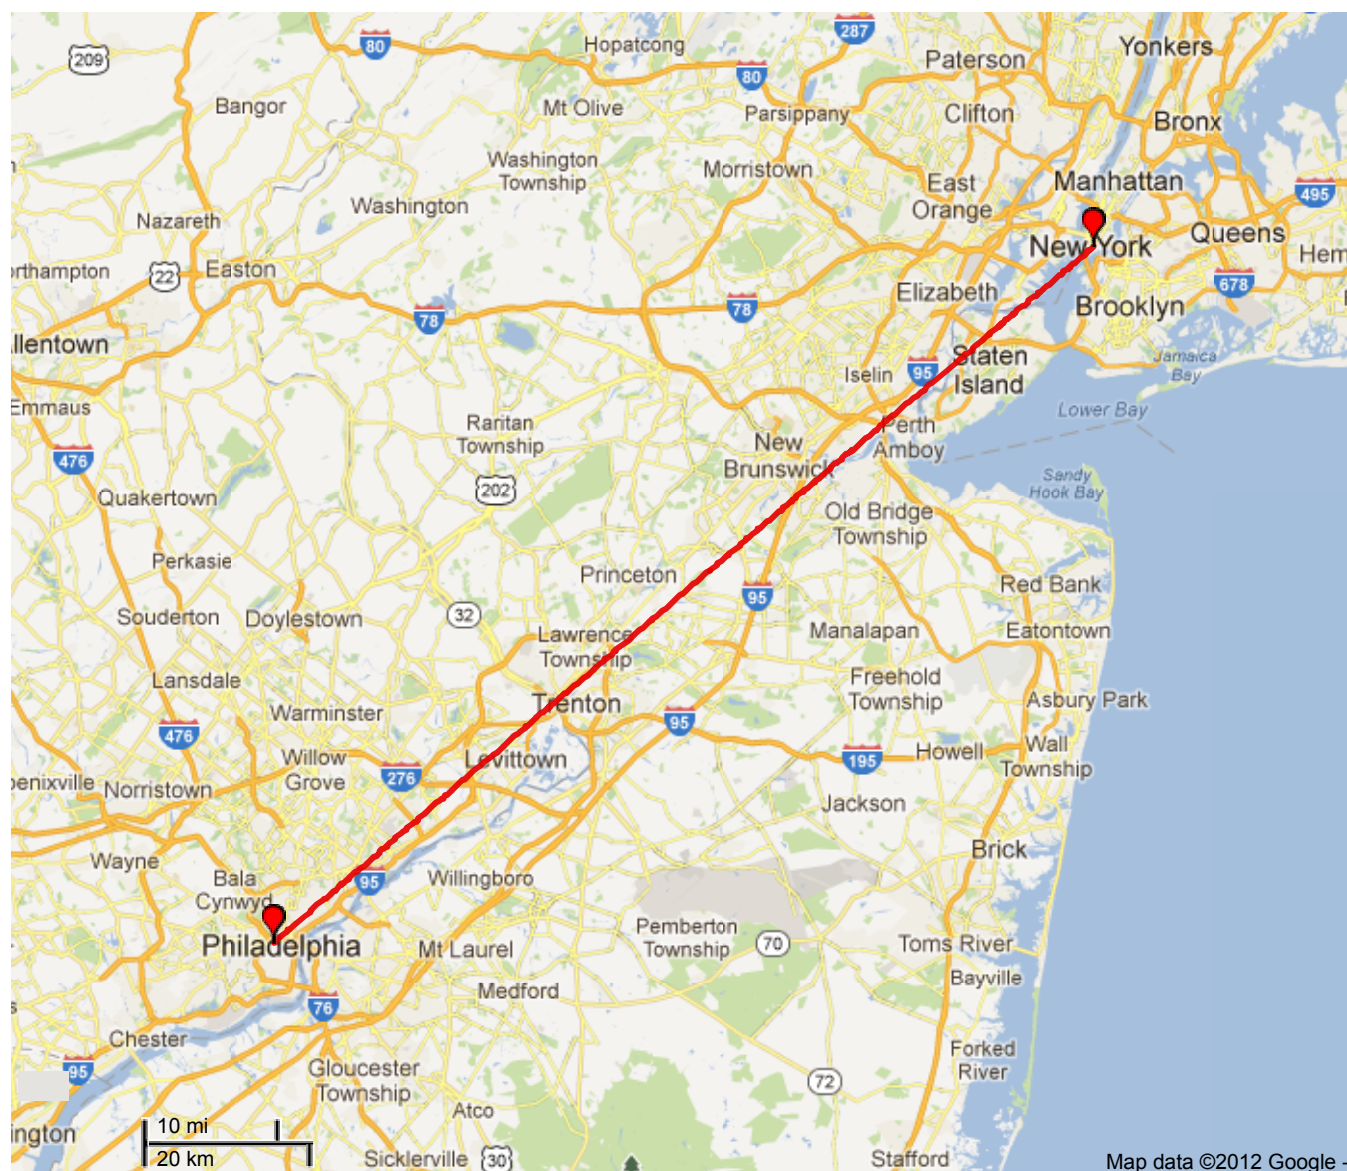 Hopatcong
287
Yonkers
80
209
Paterson
80
Bangor
Mt Olive
Parsippany
Clifton
Bronx
Washington
Township
Morristown
East
Orange
Manhattan
495
Washington
Nazareth
New York
Queens
Hem
orthampton
22
Easton
678
Elizabeth
Brooklyn
78
78
llentown
Staten
Island
Jamaica
Bay
Iselin
95
Emmaus
Lower Bay
Raritan
Township
New
Brunswick
Perth
Amboy
476
202
Sandy
Hook Bay
Quakertown
Old Bridge
Township
Perkasie
Princeton
Red Bank
95
Souderton
Doylestown
32
Lawrence
Township
Manalapan
Eatontown
Lansdale
Freehold
Township
Trenton
Asbury Park
Warminster
95
476
Willow
Grove
Levittown
195
Howell
Wall
Township
oenixville
Norristown
276
Jackson
Wayne
Brick
Bala
Cynwyd
95
Willingboro
Philadelphia
Mt Laurel
Pemberton
Township
70
Toms River
Bayville
Medford
76
Chester
Forked
River
95
Gloucester
Township
72
Atco
ington
10 mi
20 km
Sicklerville
30
Stafford
Map data ©2012 Google -